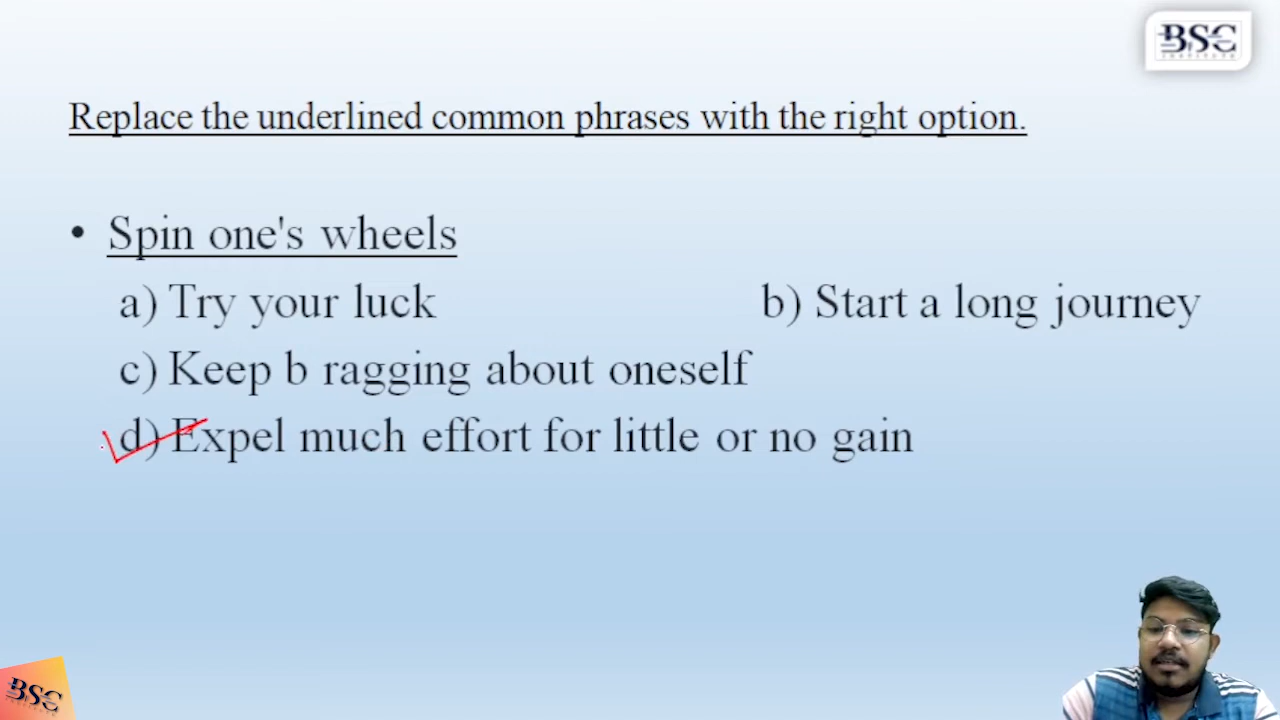 BSC
INSTITUTE
Replace the underlined common phrases with the right option.
• Spin one's wheels
a) Try your luck b) Start a long journey
c) Keep b ragging about oneself
d) Expel much effort for little or no gain
BSC